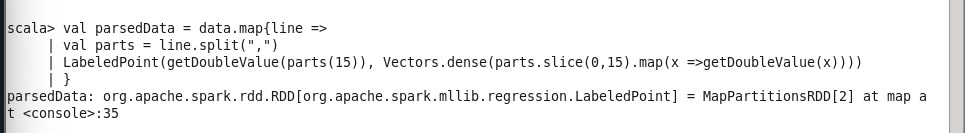 scala> val parsedData = data.map{line =>
     | val parts = line.split(",")
     | LabeledPoint(getDoubleValue(parts(15)), Vectors.dense(parts.slice(0,15).map(x =>getDoubleValue(x))))
     | }
parsedData: org.apache.spark.rdd.RDD[org.apache.spark.mllib.regression.LabeledPoint] = MapPartitionsRDD[2] at map a
t <console>:35